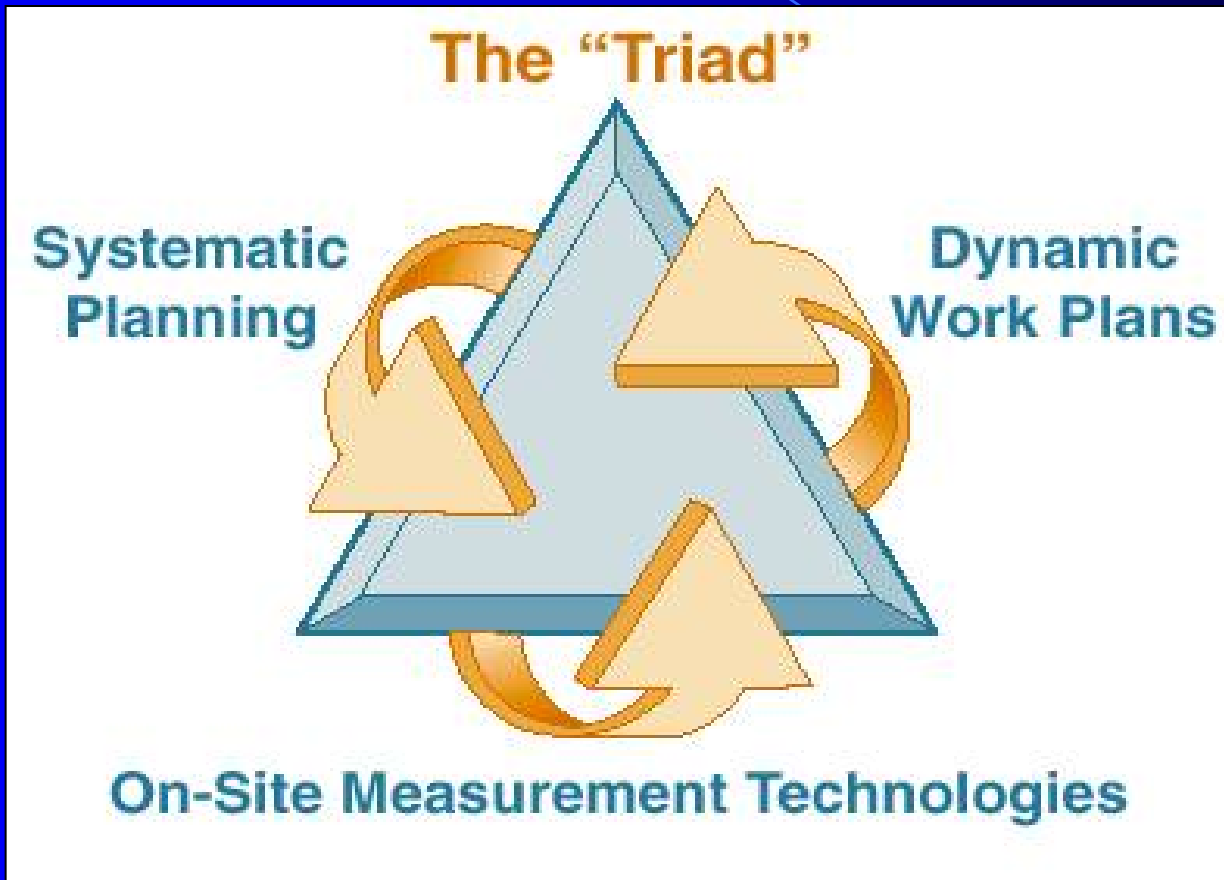 The “Triad”
Systematic
Planning
Dynamic
Work Plans
On-Site Measurement Technologies